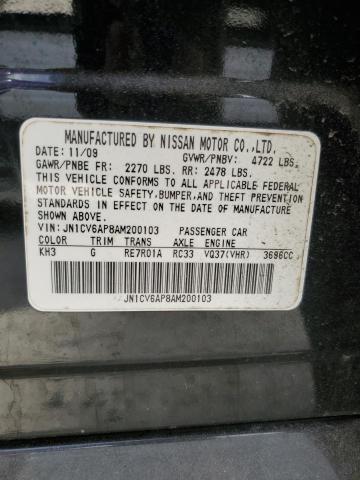 MANUFACTURED BY NISSAN MOTOR CO.,LTD.
DATE: 11/09 GVWR/PNBV: 4722 LBS.
GAWR/PNBE FR: 2270 LBS. RR: 2478 LBS.
THIS VEHICLE CONFORMS TO ALL APPLICABLE FEDERAL
MOTOR VEHICLE SAFETY, BUMPER, AND THEFT PREVENTION
STANDARDS IN EFFECT ON THE DATE OF MANUFACTURE
SHOWN ABOVE.
VIN: JN1CV6AP8AM200103 PASSENGER CAR
COLOR TRIM TRANS AXLE ENGINE
KH3 G RE7R01A RC33 VQ37(VHR) 3696CC
JN1CV6AP8AM200103